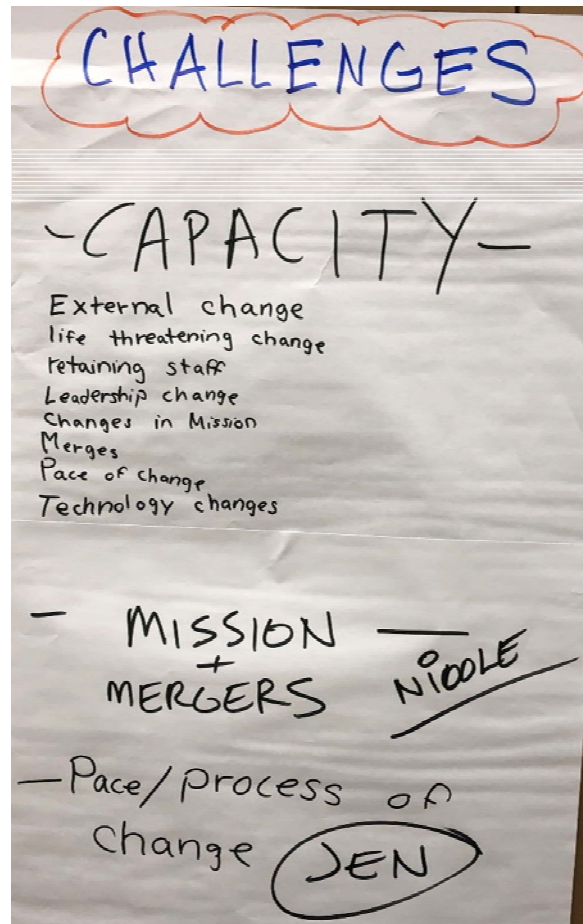 CHALLENGES
- CAPACITY -
External change
life threatening change
retaining staff
Leadership change
Changes in Mission
Merges
Pace of change
Technology changes
- MISSION -
+
MERGERS
- Pace/process of
change JEN